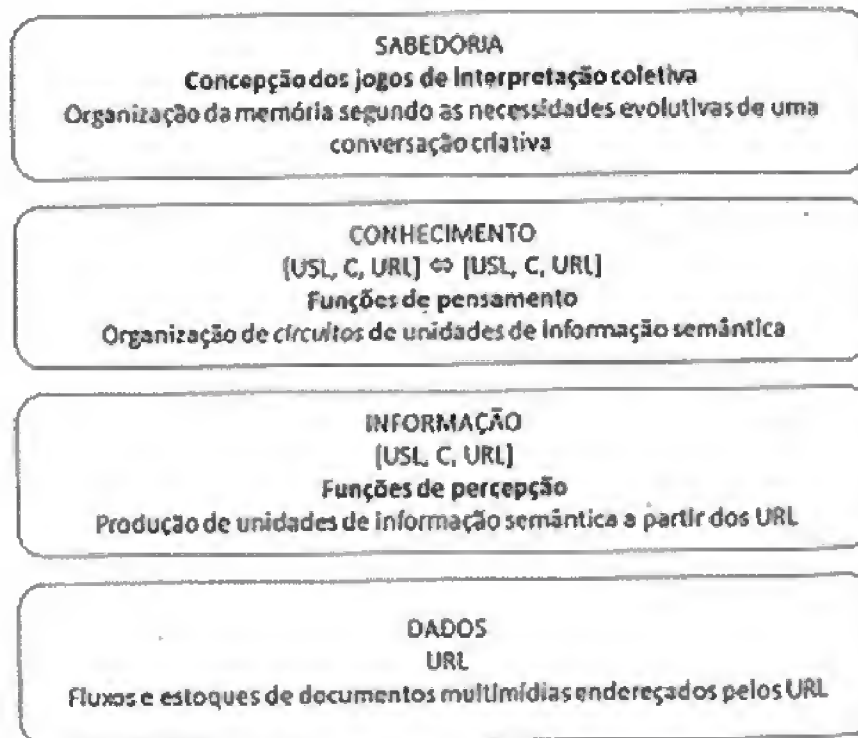 SABEDORIA
Concepção dos jogos de interpretação coletiva
Organização da memória segundo as necessidades evolutivas de uma
conversação criativa
CONHECIMENTO
[USL, C, URL] ⇔ [USL, C, URL]
Funções de pensamento
Organização de circuitos de unidades de informação semântica
INFORMAÇÃO
[USL, C, URL]
Funções de percepção
Produção de unidades de informação semântica a partir dos URL
DADOS
URL
Fluxos e estoques de documentos multimídias endereçados pelos URL